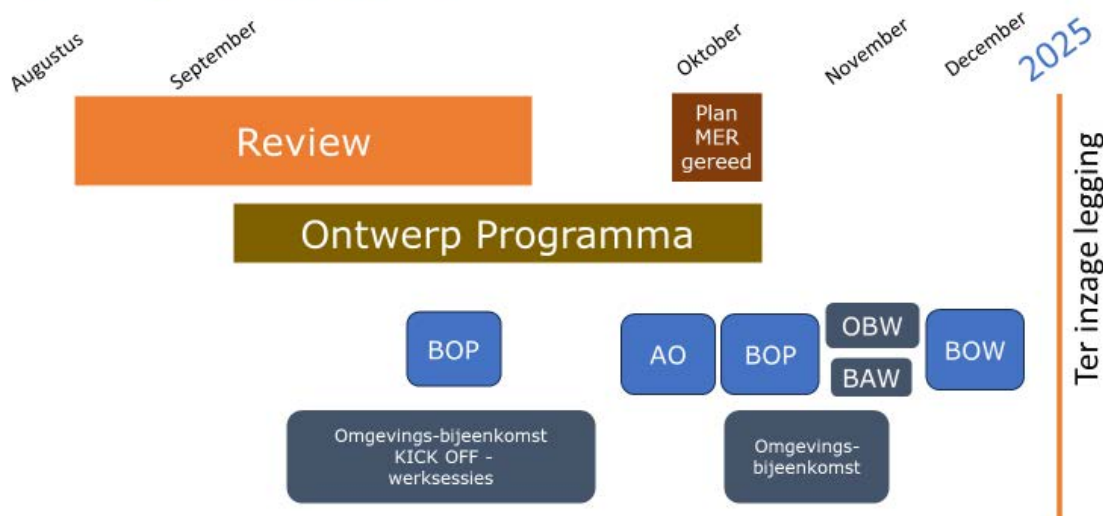 Augustus
September
Oktober
November
December
2025
Review
Plan
MER
gereed
Ontwerp Programma
BOP
AO
BOP
OBW
BAW
BOW
Omgevings-bijeenkomst
KICK OFF -
werksessies
Omgevings-
bijeenkomst
Ter inzage legging